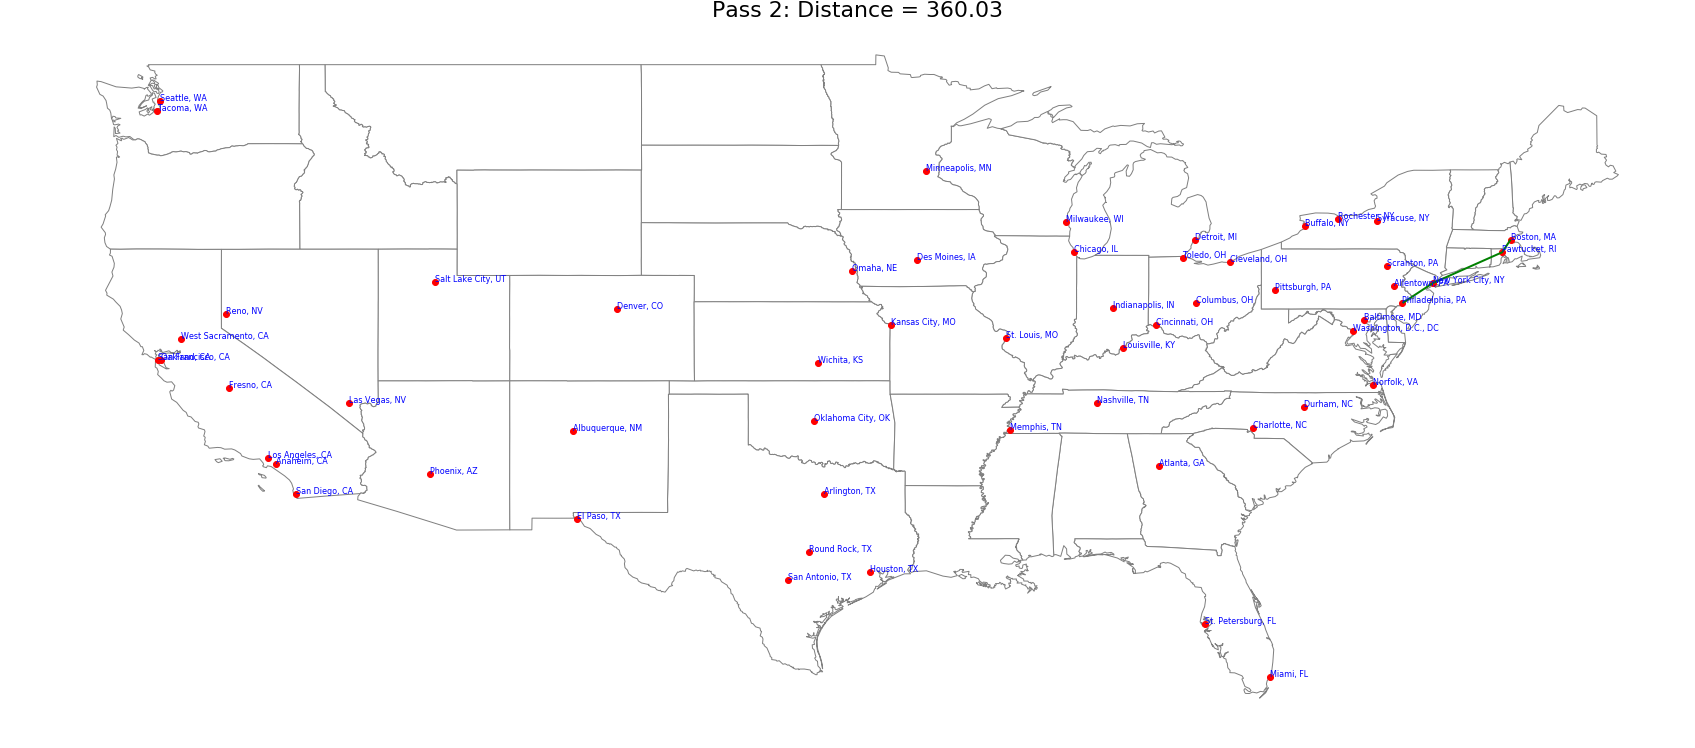 Pass 2: Distance = 360.03
Seattle, WA
Tacoma, WA
Minneapolis, MN
Milwaukee, WI
Rochester, NY
Syracuse, NY
Buffalo, NY
Detroit, MI
Boston, MA
Chicago, IL
Toledo, OH
Cleveland, OH
Pawtucket, RI
Des Moines, IA
Omaha, NE
Scranton, PA
Salt Lake City, UT
Allentown, PA
New York City, NY
Pittsburgh, PA
Philadelphia, PA
Columbus, OH
Denver, CO
Indianapolis, IN
Reno, NV
Kansas City, MO
Cincinnati, OH
Baltimore, MD
Washington, D.C., DC
West Sacramento, CA
St. Louis, MO
Louisville, KY
San Francisco, CA
Oakland, CA
Wichita, KS
Fresno, CA
Norfolk, VA
Las Vegas, NV
Nashville, TN
Durham, NC
Oklahoma City, OK
Albuquerque, NM
Memphis, TN
Charlotte, NC
Los Angeles, CA
Anaheim, CA
Atlanta, GA
Phoenix, AZ
San Diego, CA
Arlington, TX
El Paso, TX
Round Rock, TX
Houston, TX
San Antonio, TX
St. Petersburg, FL
Miami, FL